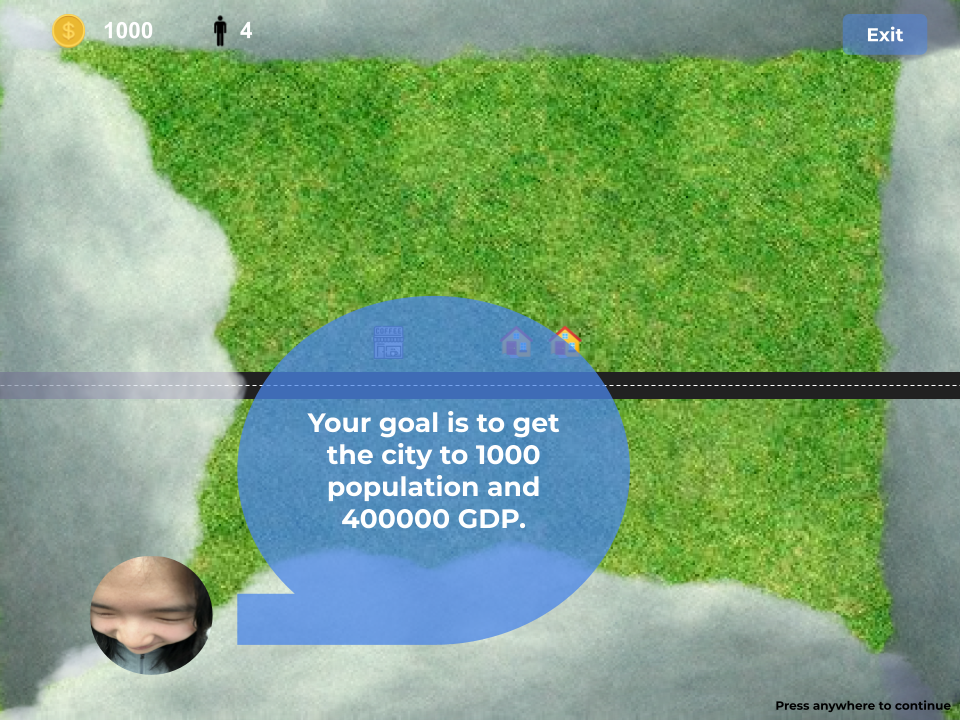 1000
4
Exit
COFFEE
Your goal is to get
the city to 1000
population and
400000 GDP.
Press anywhere to continue